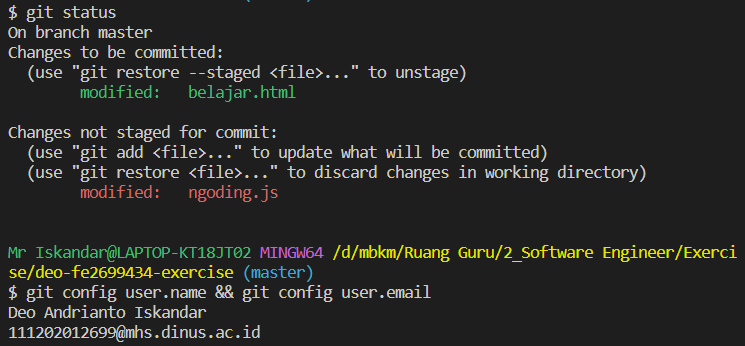 $ git status
On branch master
Changes to be committed:
  (use "git restore --staged <file>..." to unstage)
        modified:   belajar.html

Changes not staged for commit:
  (use "git add <file>..." to update what will be committed)
  (use "git restore <file>..." to discard changes in working directory)
        modified:   ngoding.js

Mr Iskandar@LAPTOP-KT18JT02 MINGW64 /d/mbkm/Ruang Guru/2_Software Engineer/Exerci
se/deo-fe2699434-exercise (master)
$ git config user.name && git config user.email
Deo Andrianto Iskandar
111202012699@mhs.dinus.ac.id